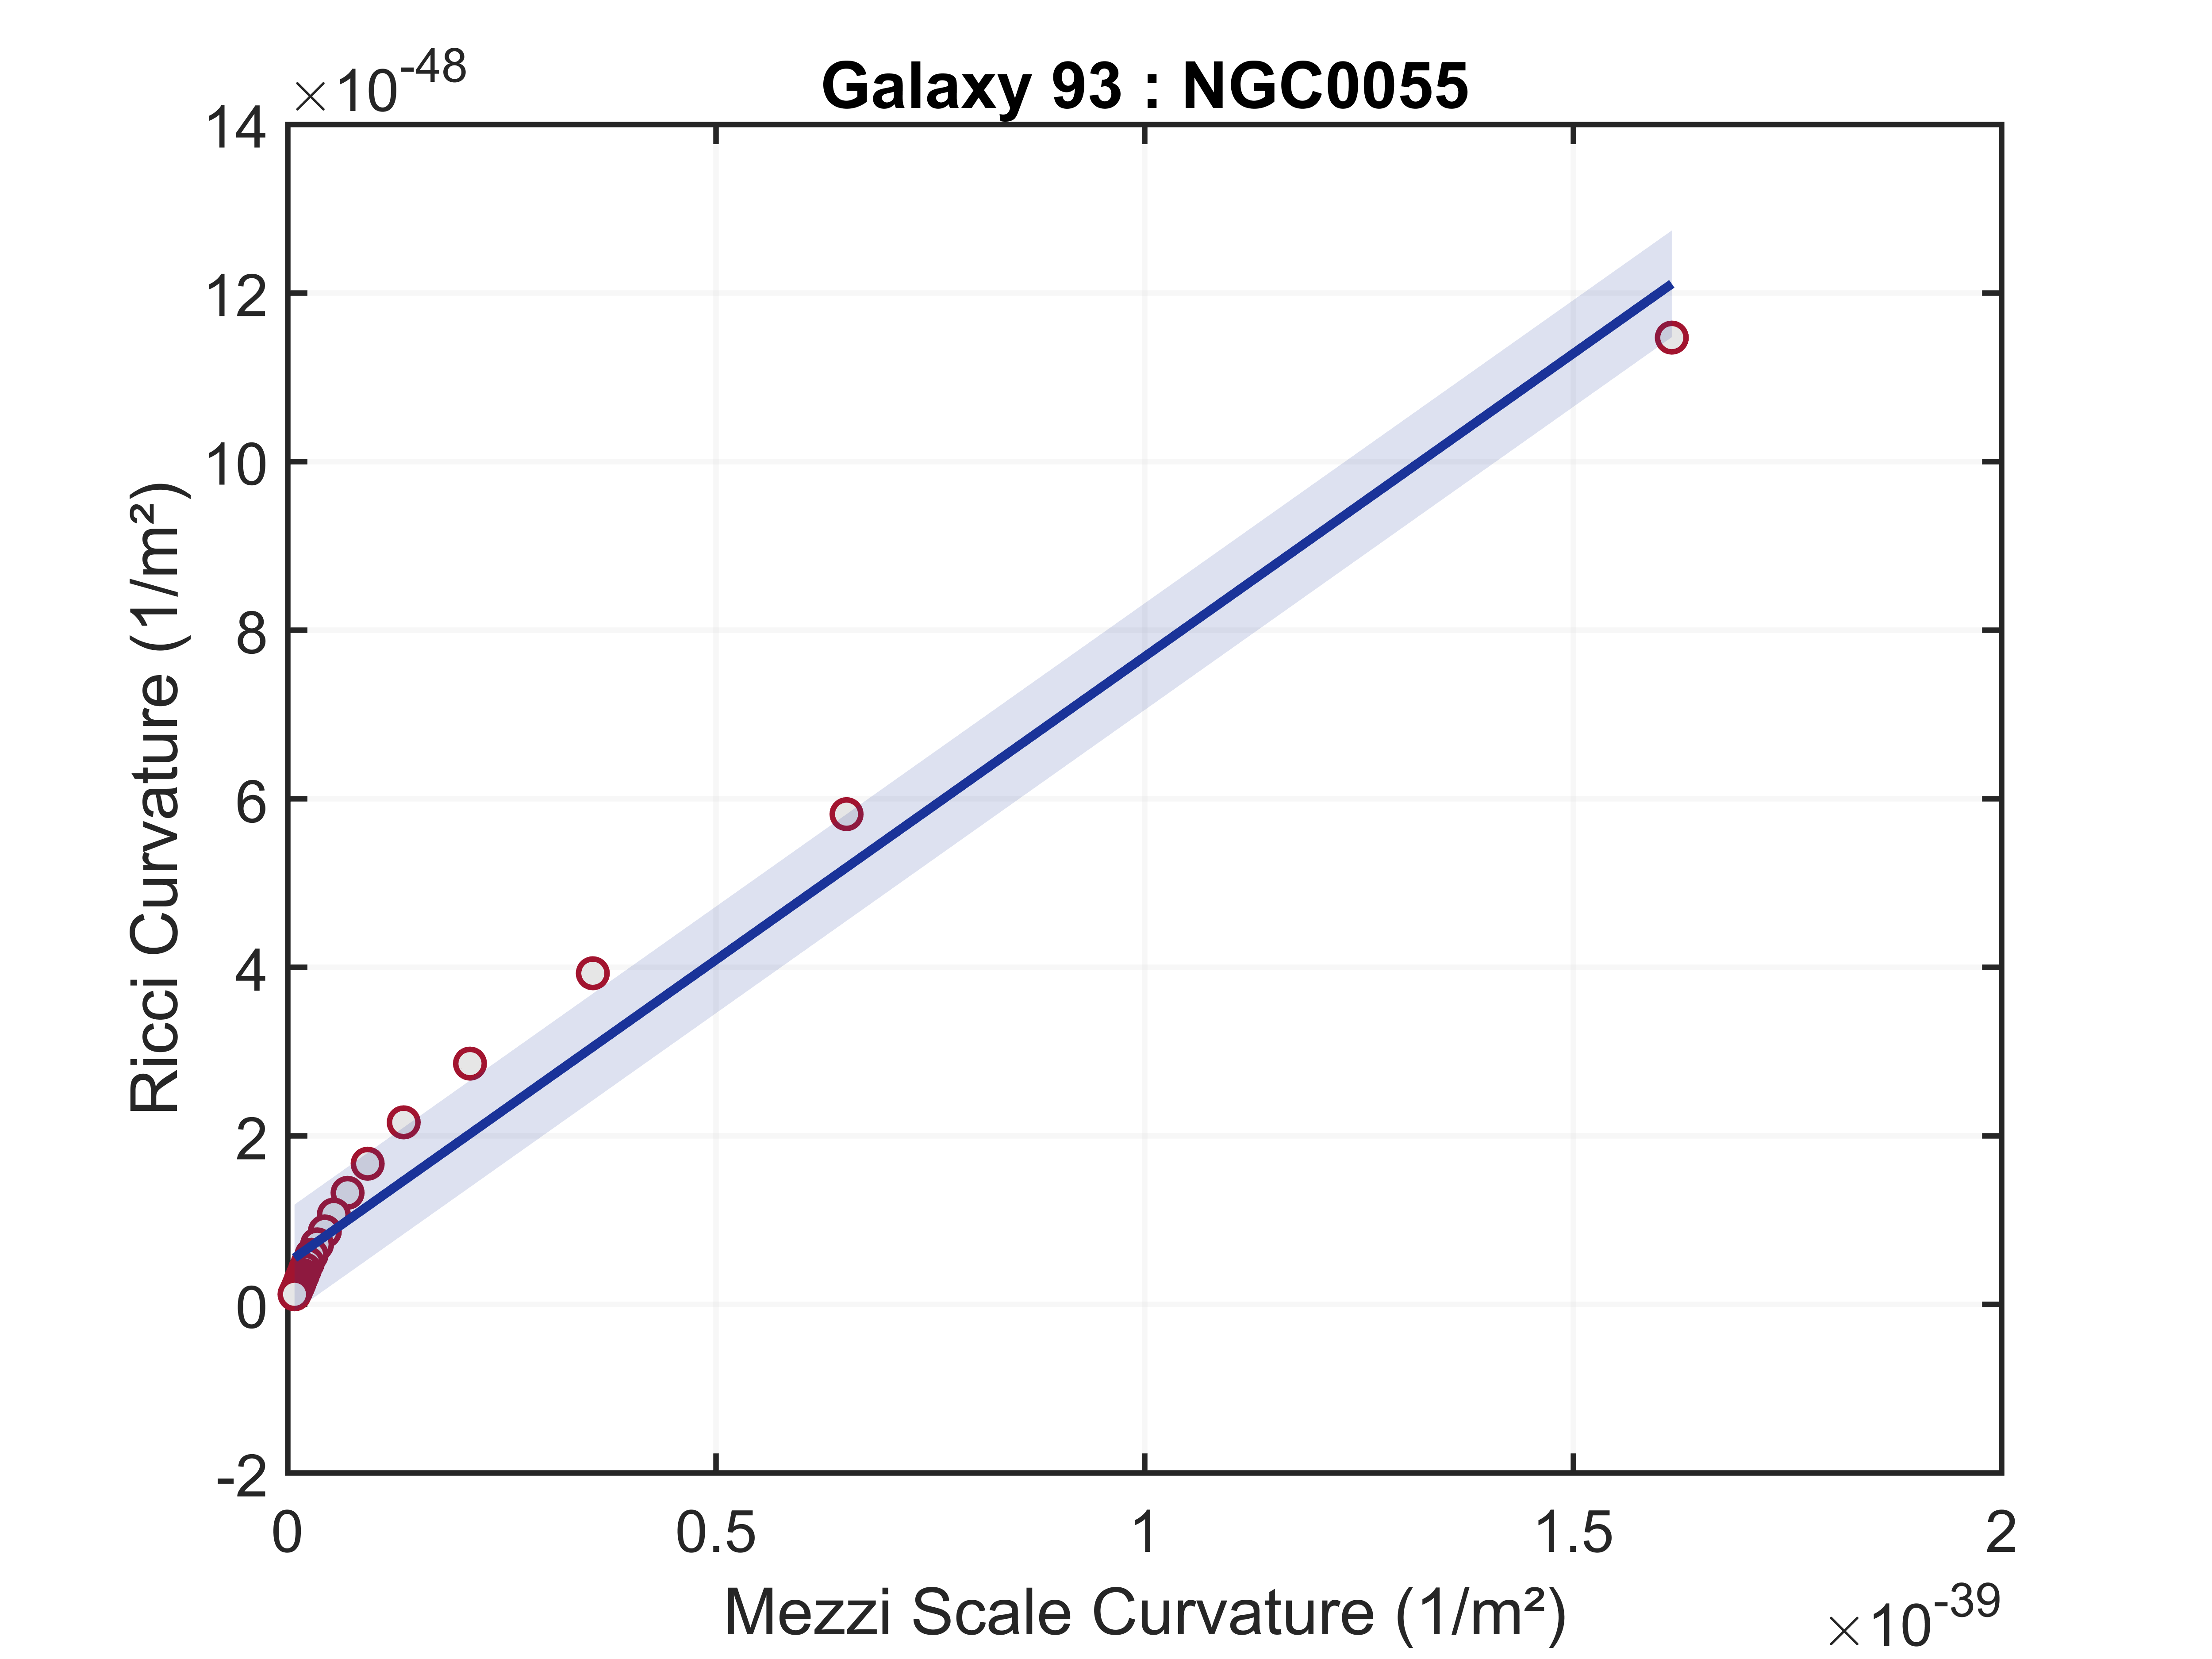 ×10-48
Galaxy 93 : NGC0055
14
12
10
8
6
4
2
0
-2
Ricci Curvature (1/m²)
0 0.5 1 1.5 2
Mezzi Scale Curvature (1/m²)
×10-39